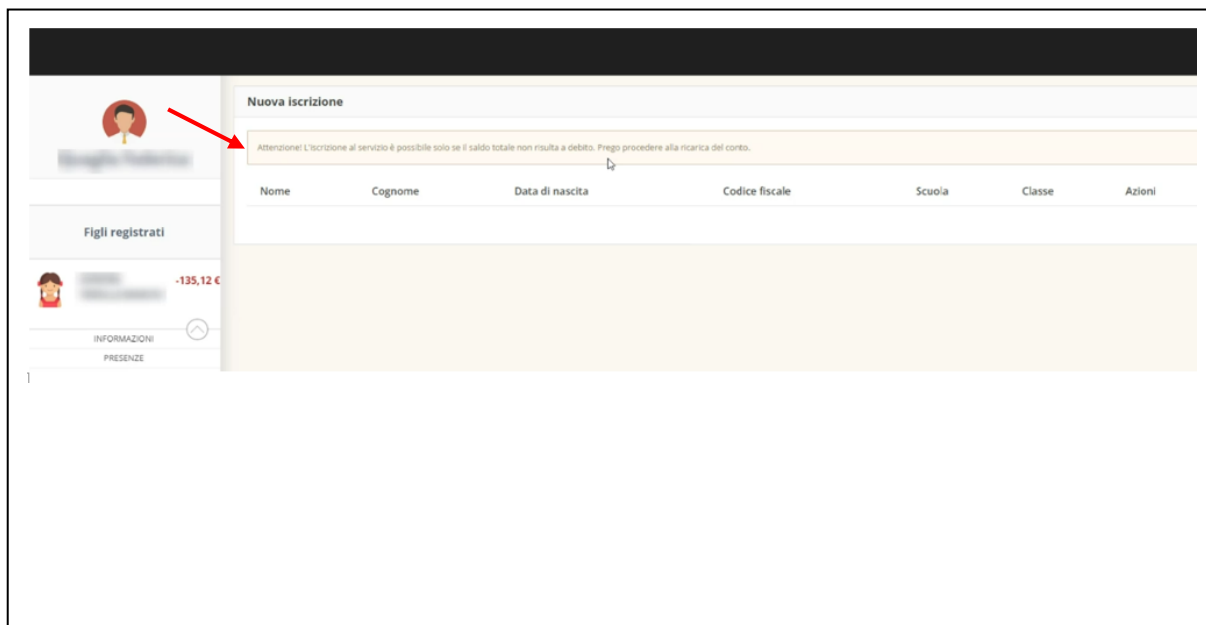 Nuova iscrizione
Attenzione! L'iscrizione al servizio è possibile solo se il saldo totale non risulta a debito. Prego procedere alla ricarica del conto.
Nome Cognome Data di nascita Codice fiscale Scuola Classe Azioni
Figli registrati
-135,12 €
INFORMAZIONI
PRESENZE